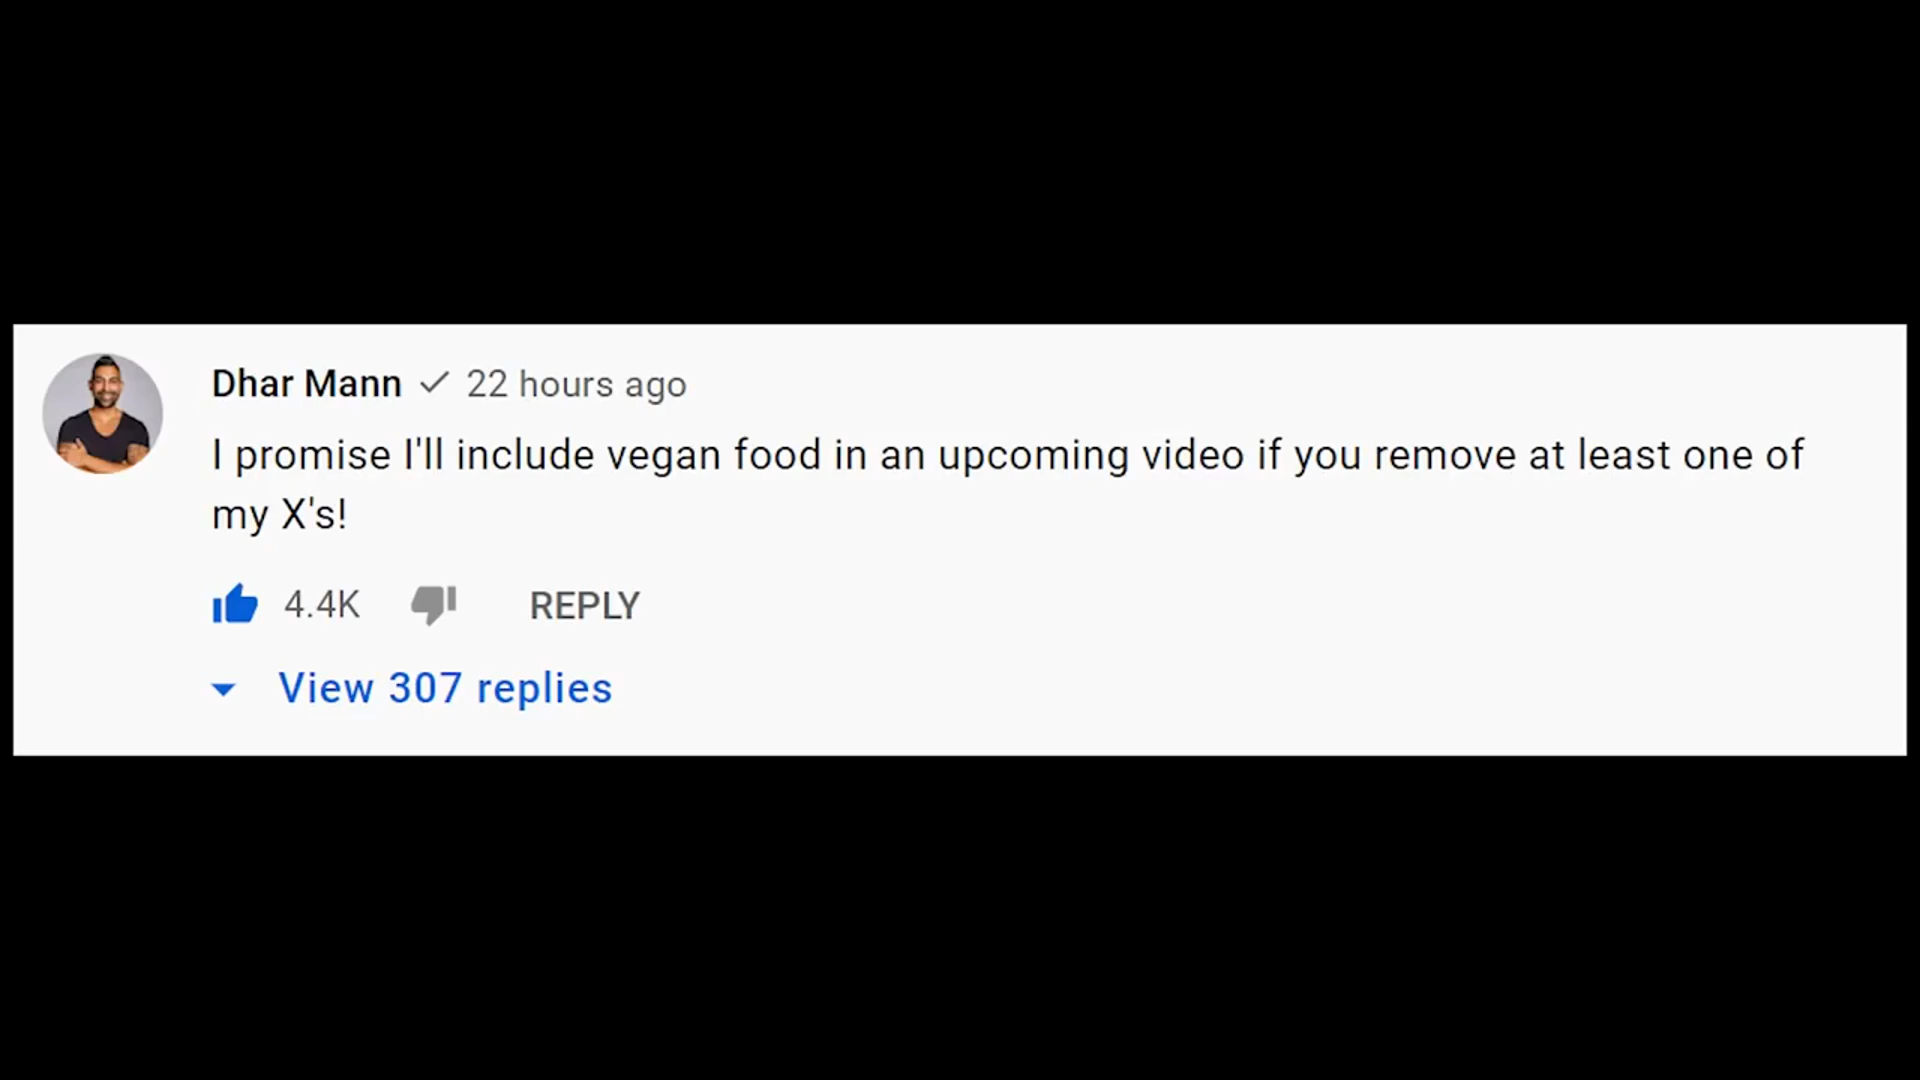 Dhar Mann 22 hours ago
I promise I'll include vegan food in an upcoming video if you remove at least one of
my X's!
4.4K REPLY
View 307 replies